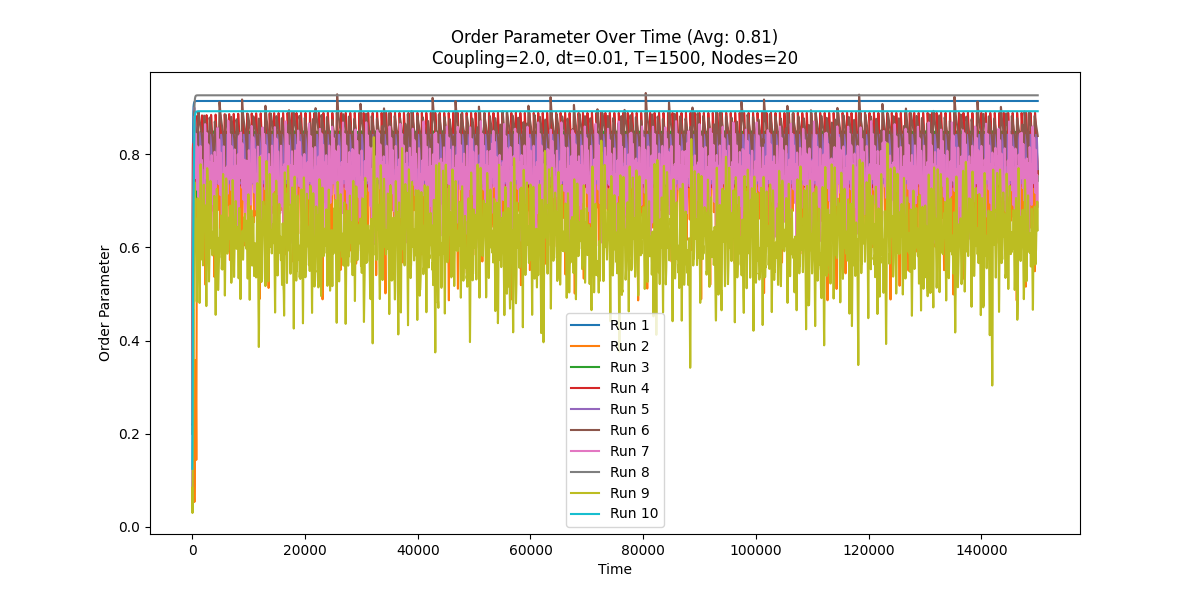 Order Parameter Over Time (Avg: 0.81)
Coupling=2.0, dt=0.01, T=1500, Nodes=20
Order Parameter
0.8
0.6
0.4
0.2
0.0
Run 1
Run 2
Run 3
Run 4
Run 5
Run 6
Run 7
Run 8
Run 9
Run 10
0
20000
40000
60000
80000
100000
120000
140000
Time